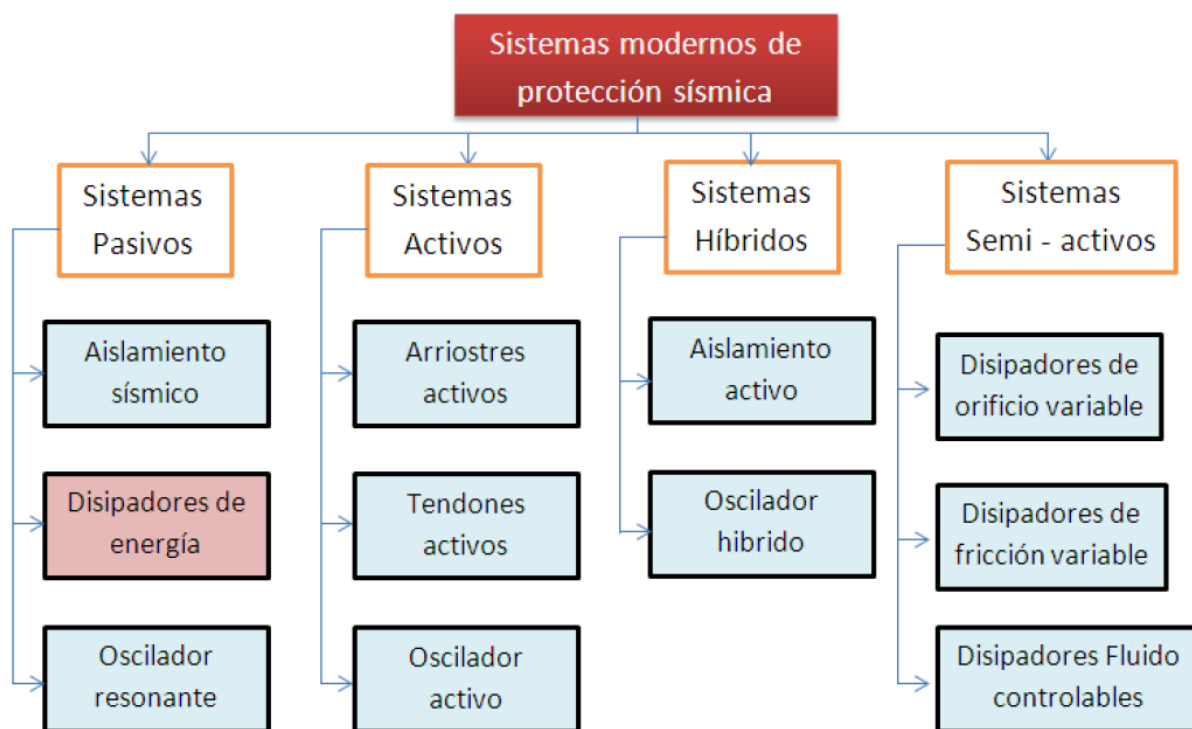 Sistemas modernos de
protección sísmica
Sistemas
Pasivos
Sistemas
Activos
Sistemas
Híbridos
Sistemas
Semi - activos
Aislamiento
sísmico
Arriostres
activos
Aislamiento
activo
Disipadores de
orificio variable
Disipadores de
energía
Tendones
activos
Oscilador
hibrido
Disipadores de
fricción variable
Oscilador
resonante
Oscilador
activo
Disipadores Fluido
controlables